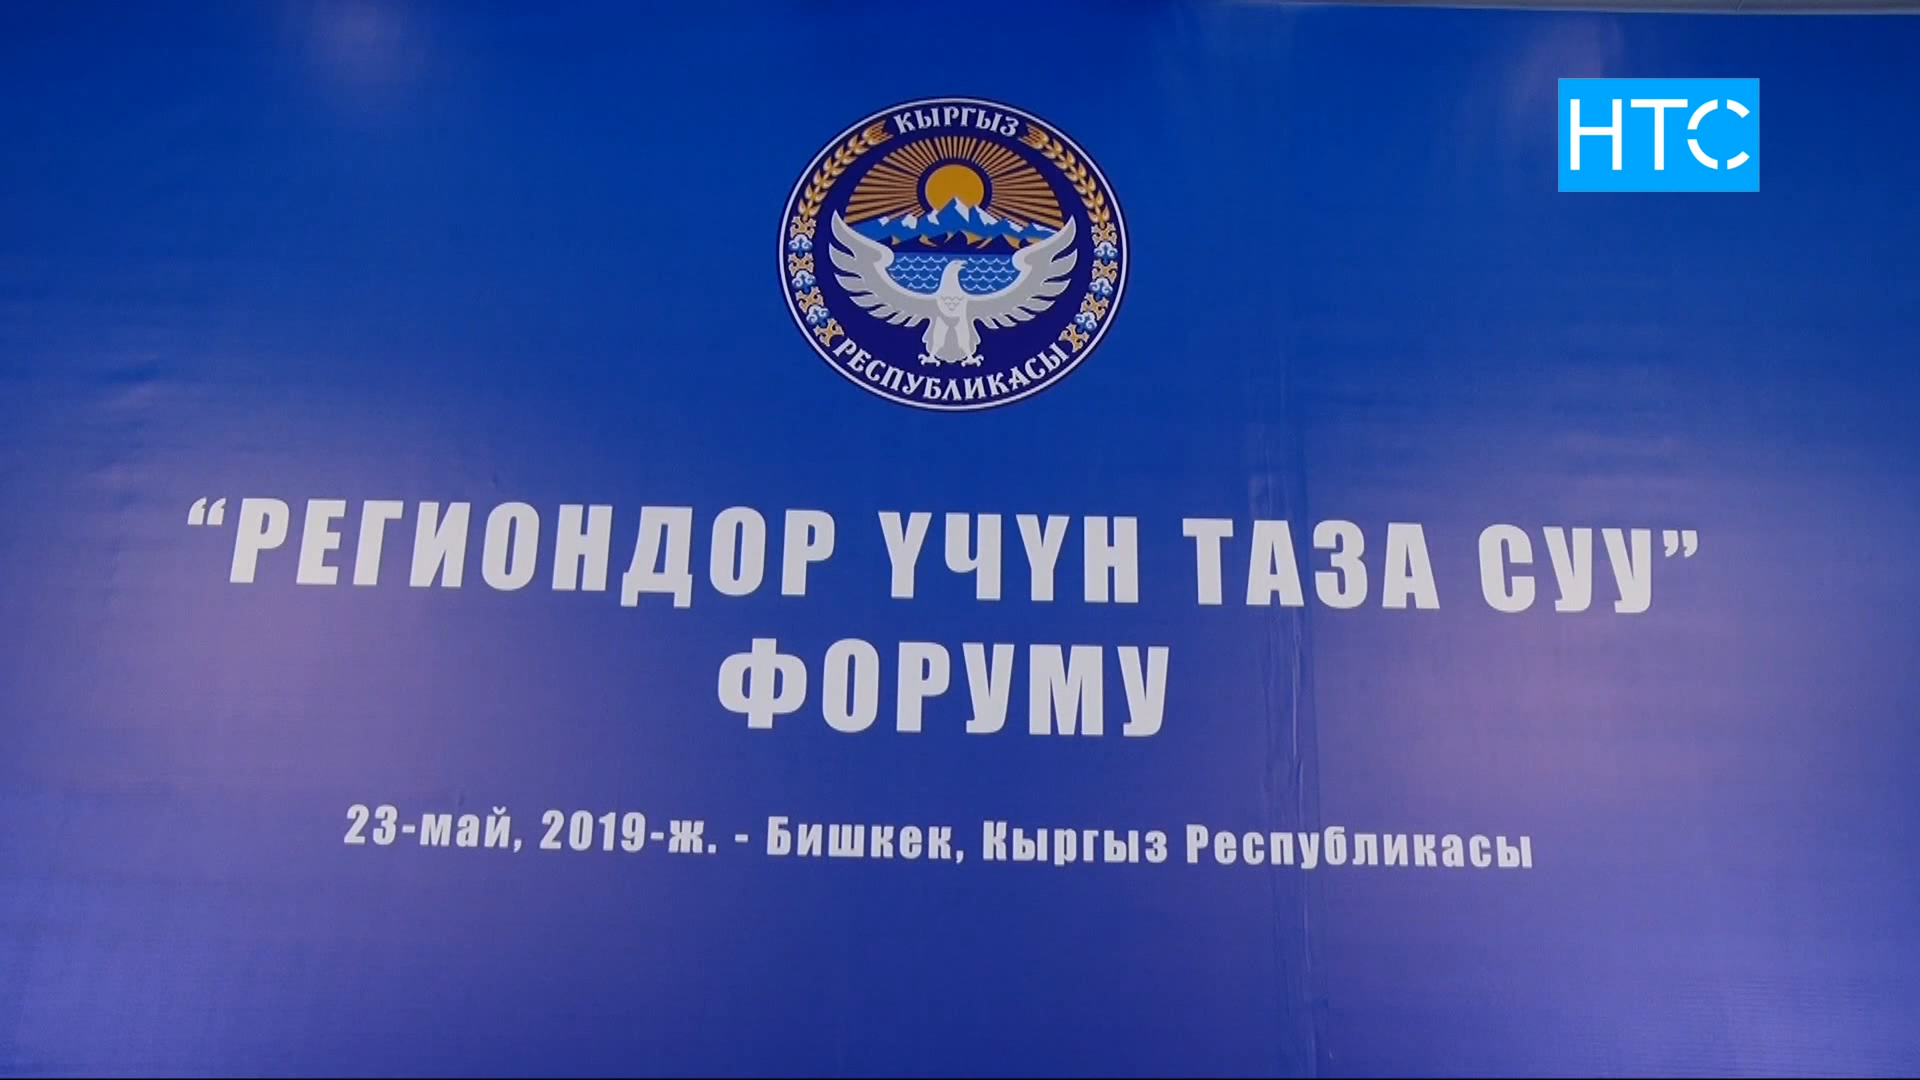 НТС
КЫРГЫЗ
РЕСПУБЛИКАСЫ
“РЕГИОНДОР ҮЧҮН ТАЗА СУУ”
ФОРУМУ
23-май, 2019-ж. - Бишкек, Кыргыз Республикасы